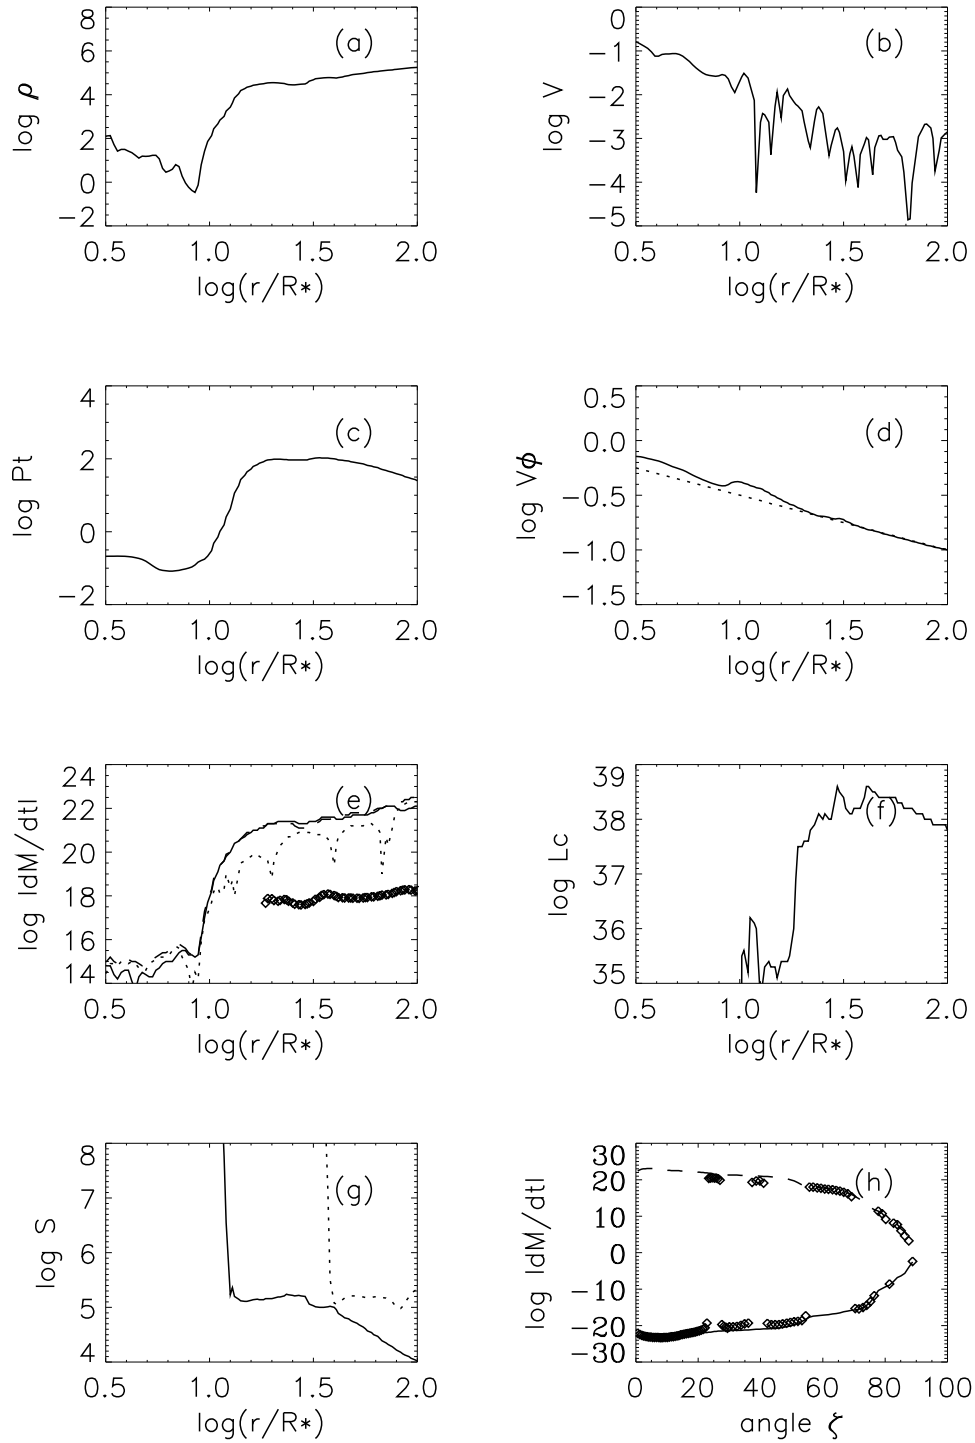 8
6
4
2
0
−2
log ρ
(a)
0.5 1.0 1.5 2.0
log(r/R*)
0
−1
−2
−3
−4
−5
log V
(b)
0.5 1.0 1.5 2.0
log(r/R*)
4
2
0
−2
log Pt
(c)
0.5 1.0 1.5 2.0
log(r/R*)
0.5
0.0
−0.5
−1.0
−1.5
log Vϕ
(d)
0.5 1.0 1.5 2.0
log(r/R*)
24
22
20
18
16
14
log |dM/dt|
(e)
0.5 1.0 1.5 2.0
log(r/R*)
39
38
37
36
35
log Lc
(f)
0.5 1.0 1.5 2.0
log(r/R*)
8
7
6
5
4
log S
(g)
0.5 1.0 1.5 2.0
log(r/R*)
30
20
10
0
−10
−20
−30
log |dM/dt|
(h)
0 20 40 60 80 100
angle ζ